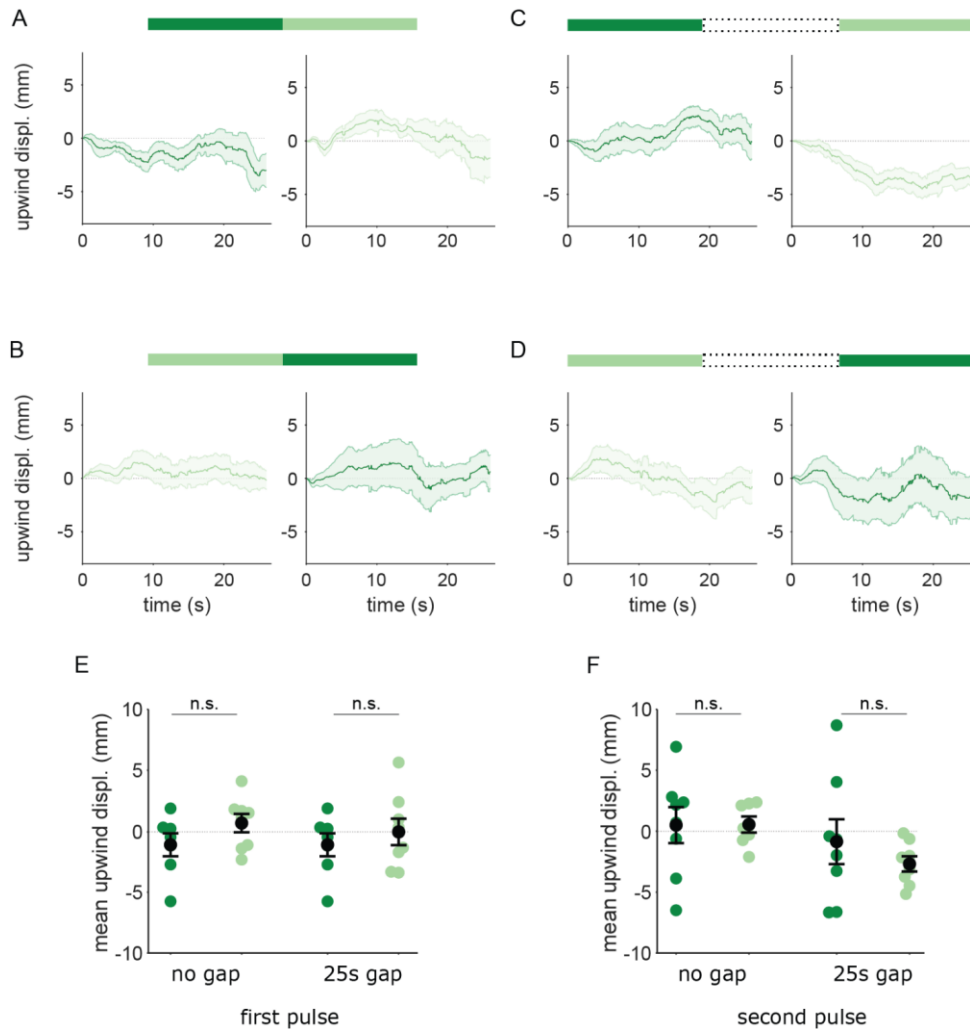 A
C
upwind displ. (mm)
5
0
-5
0
10
20
5
0
-5
0
10
20
5
0
-5
0
10
20
5
0
-5
0
10
20
B
D
upwind displ. (mm)
5
0
-5
0
10
20
time (s)
5
0
-5
0
10
20
time (s)
5
0
-5
0
10
20
time (s)
5
0
-5
0
10
20
time (s)
E
mean upwind displ. (mm)
10
5
0
-5
-10
n.s.
n.s.
no gap
25s gap
first pulse
F
mean upwind displ. (mm)
10
5
0
-5
-10
n.s.
n.s.
no gap
25s gap
second pulse